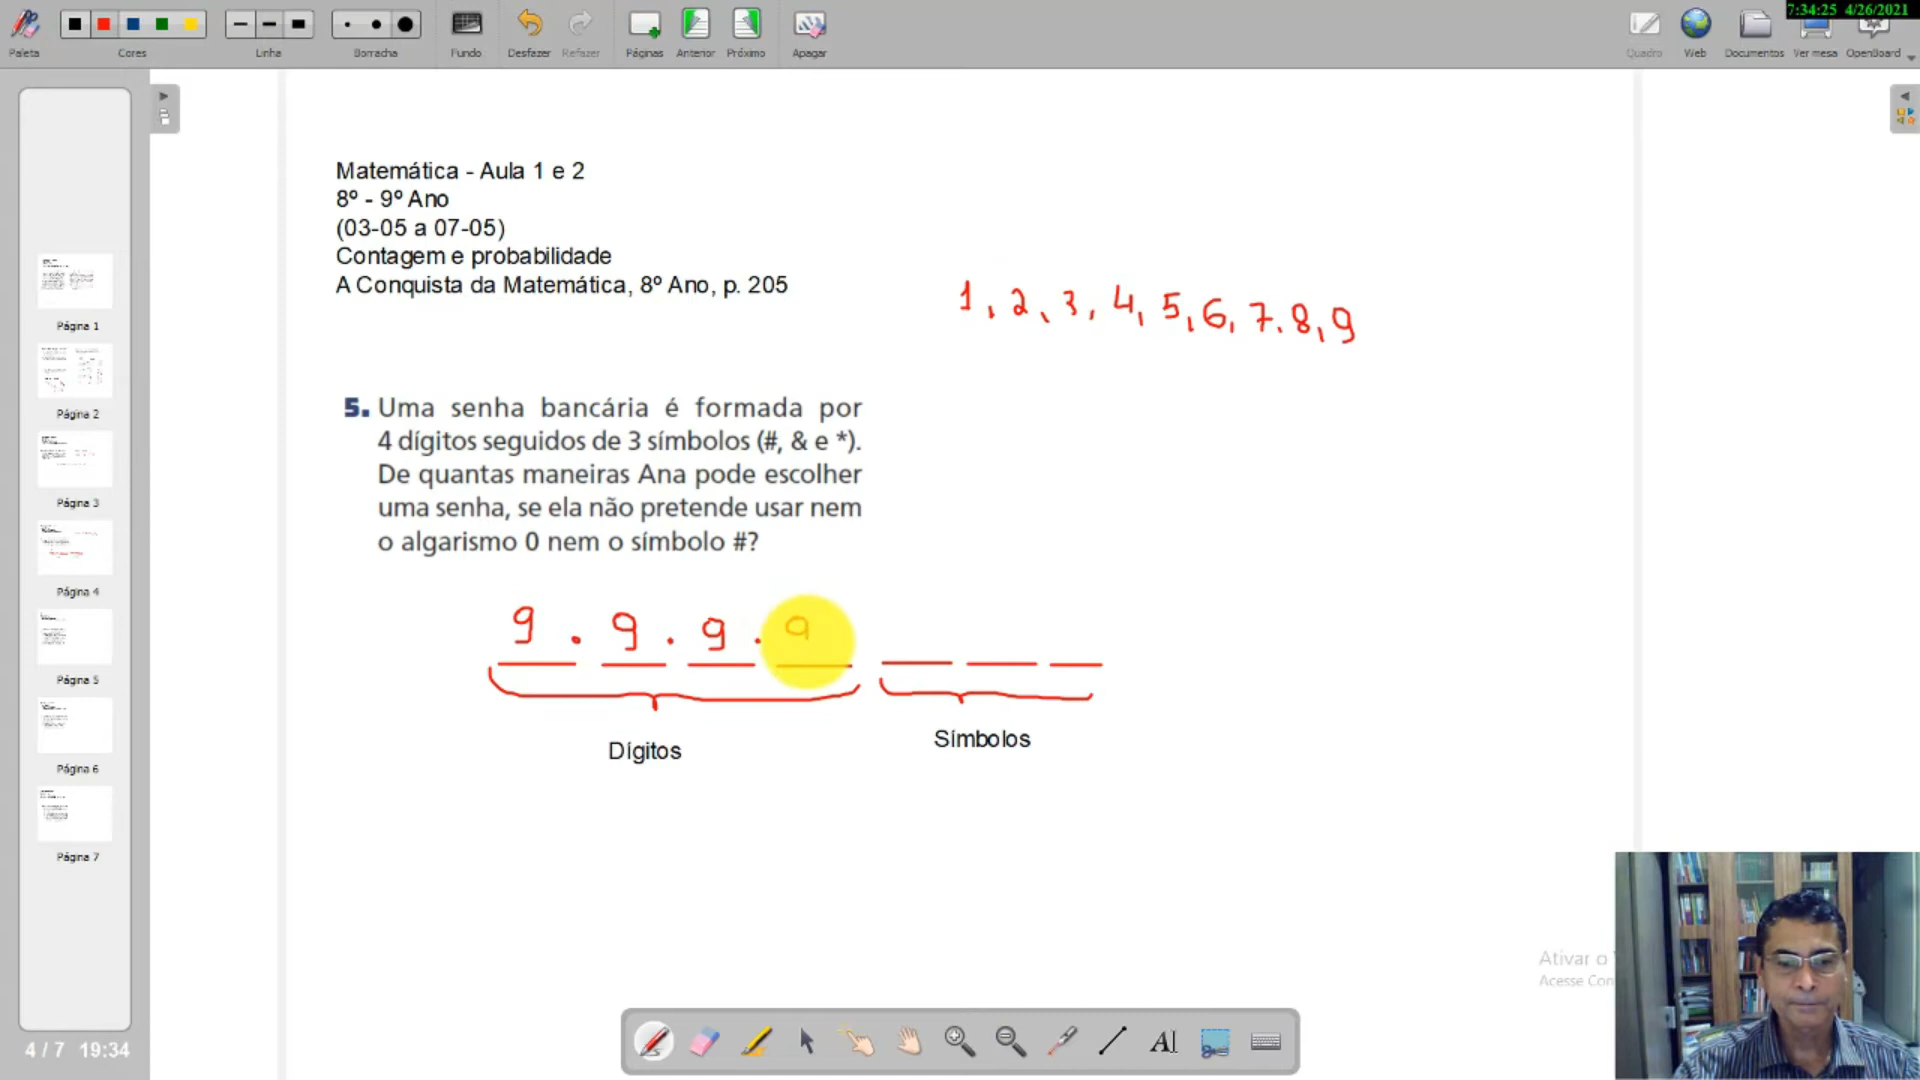 7:34:25 4/26/2021
Paleta
Cores
Linha
Borracha
Fundo
Desfazer
Refazer
Páginas
Anterior
Próximo
Apagar
Quadro
Web
Documentos
Ver mesa
OpenBoard
Página 1
Página 2
Página 3
Página 4
Página 5
Página 6
Página 7
4 / 7 19:34
Matemática - Aula 1 e 2
8º - 9º Ano
(03-05 a 07-05)
Contagem e probabilidade
A Conquista da Matemática, 8º Ano, p. 205
1, 2, 3, 4, 5, 6, 7. 8, 9
5. Uma senha bancária é formada por
4 dígitos seguidos de 3 símbolos (#, & e *).
De quantas maneiras Ana pode escolher
uma senha, se ela não pretende usar nem
o algarismo 0 nem o símbolo #?
9 . 9 . 9 . 9
Dígitos
Símbolos
Ativar o
Acesse Con
AI